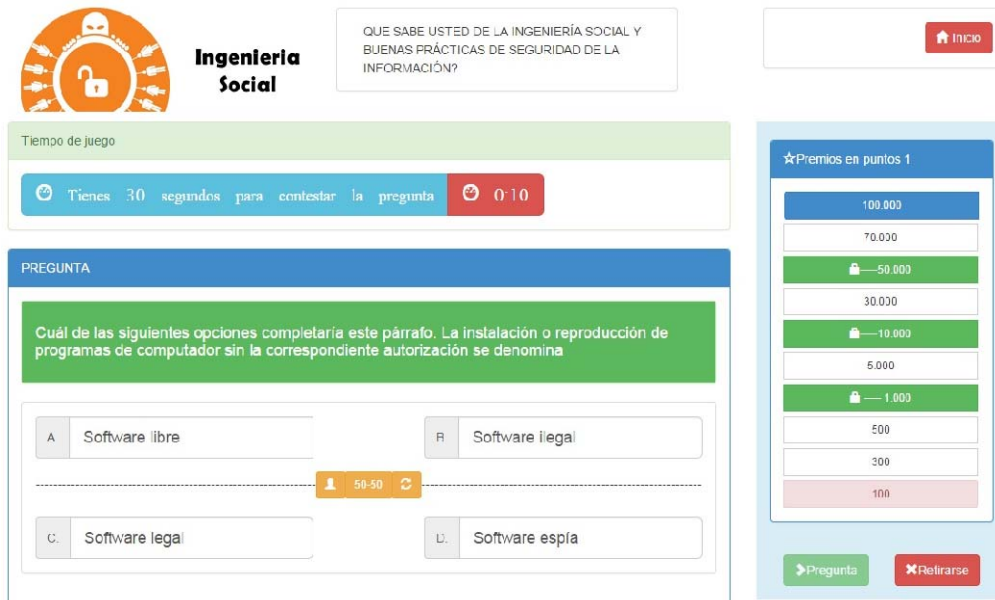 Ingenieria
Social
QUE SABE USTED DE LA INGENIERÍA SOCIAL Y
BUENAS PRÁCTICAS DE SEGURIDAD DE LA
INFORMACIÓN?
Inicio
Tiempo de juego
Tienes 30 segundos para contestar la pregunta 0:10
PREGUNTA
Cuál de las siguientes opciones completaría este párrafo. La instalación o reproducción de
programas de computador sin la correspondiente autorización se denomina
A Software libre
B Software ilegal
50-50
C. Software legal
D. Software espía
Premios en puntos 1
100.000
70.000
50.000
30.000
10.000
5.000
1.000
500
300
100
Pregunta
Retirarse